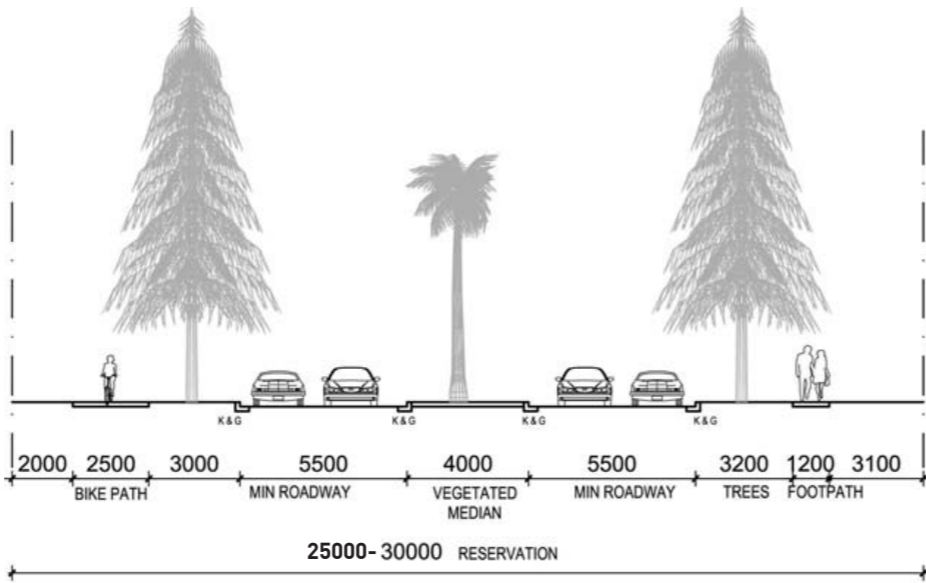 K & G K & G K & G K & G
2000 2500 3000 5500 4000 5500 3200 1200 3100
BIKE PATH MIN ROADWAY VEGETATED MEDIAN MIN ROADWAY TREES FOOTPATH
25000- 30000 RESERVATION